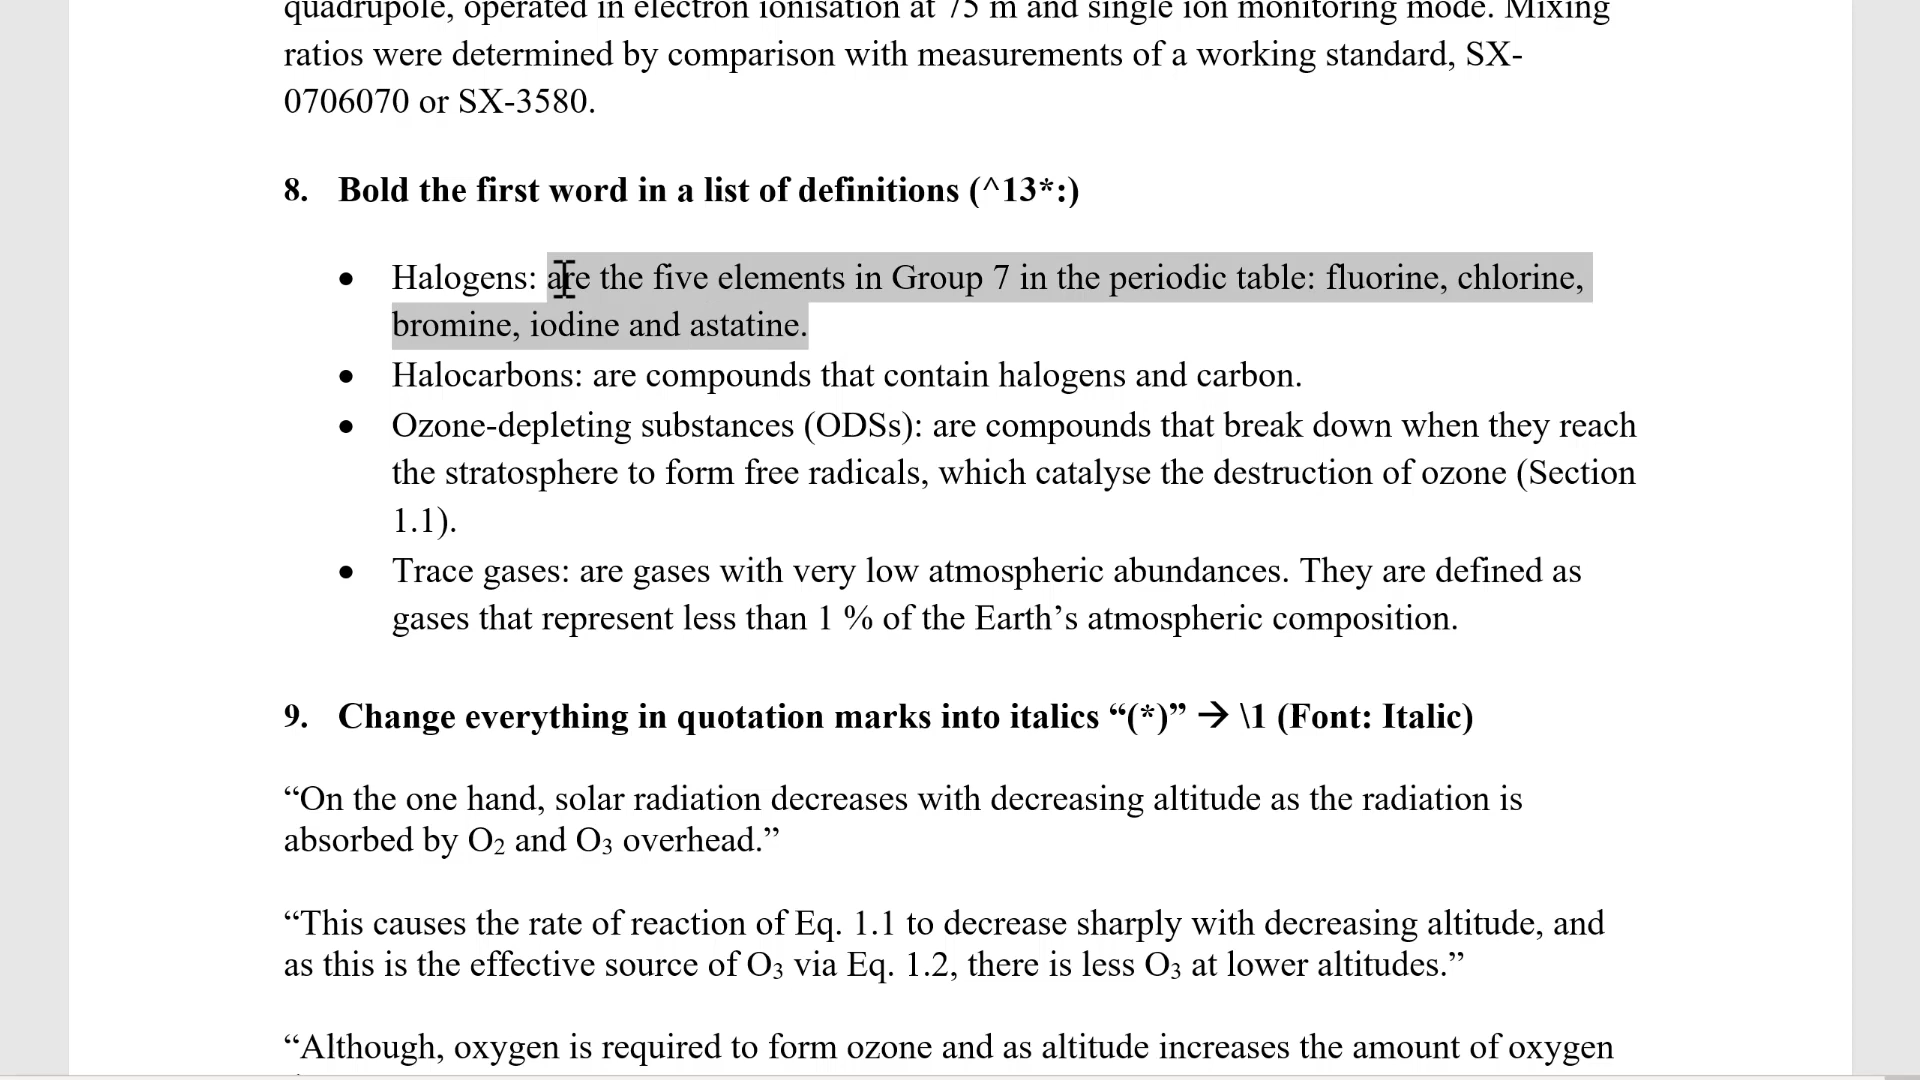 quadrupole, operated in electron ionisation at 75 m and single ion monitoring mode. Mixing
ratios were determined by comparison with measurements of a working standard, SX-
0706070 or SX-3580.
8. Bold the first word in a list of definitions (^13*:)
• Halogens: are the five elements in Group 7 in the periodic table: fluorine, chlorine,
bromine, iodine and astatine.
• Halocarbons: are compounds that contain halogens and carbon.
• Ozone-depleting substances (ODSs): are compounds that break down when they reach
the stratosphere to form free radicals, which catalyse the destruction of ozone (Section
1.1).
• Trace gases: are gases with very low atmospheric abundances. They are defined as
gases that represent less than 1 % of the Earth’s atmospheric composition.
9. Change everything in quotation marks into italics “(*)” → \1 (Font: Italic)
“On the one hand, solar radiation decreases with decreasing altitude as the radiation is
absorbed by O₂ and O₃ overhead.”
“This causes the rate of reaction of Eq. 1.1 to decrease sharply with decreasing altitude, and
as this is the effective source of O₃ via Eq. 1.2, there is less O₃ at lower altitudes.”
“Although, oxygen is required to form ozone and as altitude increases the amount of oxygen